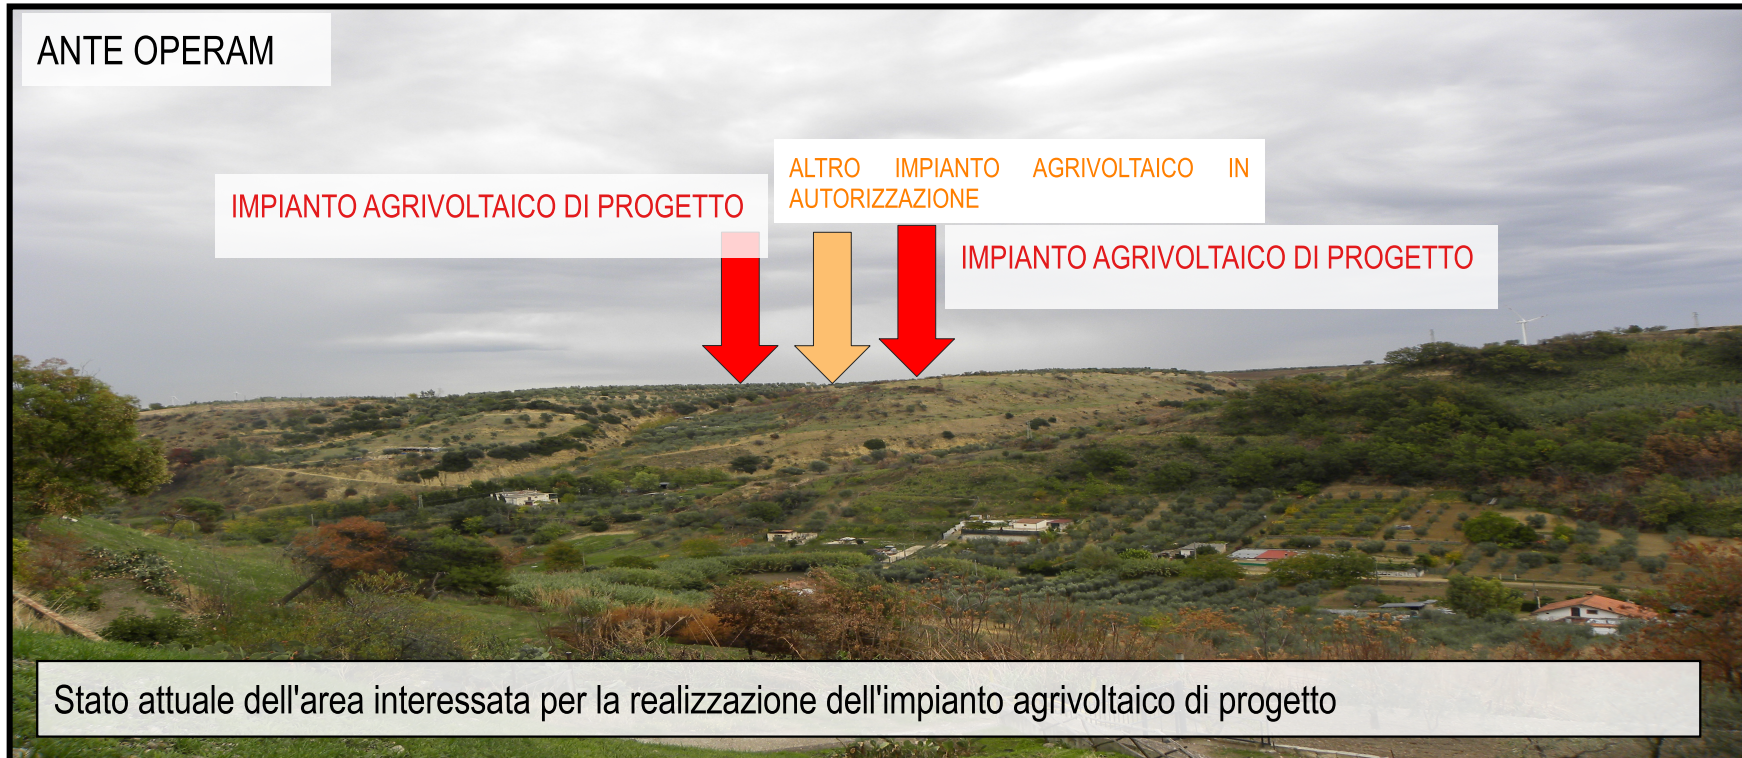 ANTE OPERAM
IMPIANTO AGRIVOLTAICO DI PROGETTO
ALTRO IMPIANTO AGRIVOLTAICO IN
AUTORIZZAZIONE
IMPIANTO AGRIVOLTAICO DI PROGETTO
Stato attuale dell'area interessata per la realizzazione dell'impianto agrivoltaico di progetto